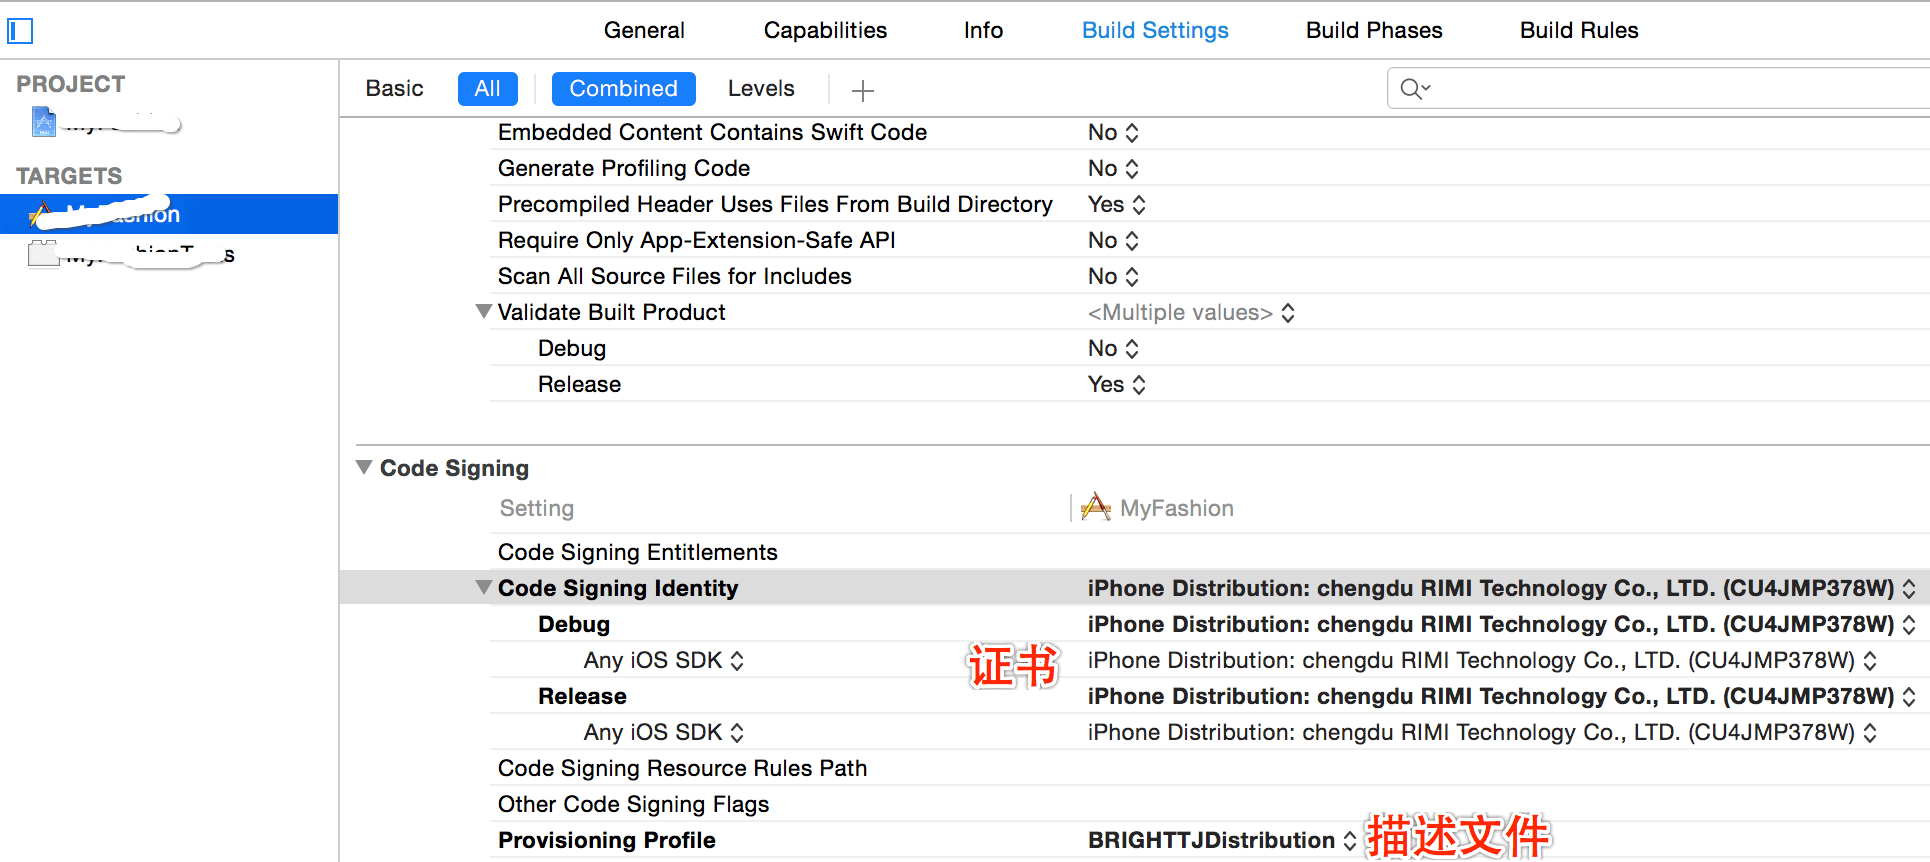 General Capabilities Info Build Settings Build Phases Build Rules
PROJECT
TARGETS
MyFashion
Basic All Combined Levels
Embedded Content Contains Swift Code No
Generate Profiling Code No
Precompiled Header Uses Files From Build Directory Yes
Require Only App-Extension-Safe API No
Scan All Source Files for Includes No
Validate Built Product <Multiple values>
Debug No
Release Yes
Code Signing
Setting MyFashion
Code Signing Entitlements
Code Signing Identity iPhone Distribution: chengdu RIMI Technology Co., LTD. (CU4JMP378W)
Debug iPhone Distribution: chengdu RIMI Technology Co., LTD. (CU4JMP378W)
Any iOS SDK 证书 iPhone Distribution: chengdu RIMI Technology Co., LTD. (CU4JMP378W)
Release iPhone Distribution: chengdu RIMI Technology Co., LTD. (CU4JMP378W)
Any iOS SDK iPhone Distribution: chengdu RIMI Technology Co., LTD. (CU4JMP378W)
Code Signing Resource Rules Path
Other Code Signing Flags
Provisioning Profile BRIGHTTJDistribution 描述文件